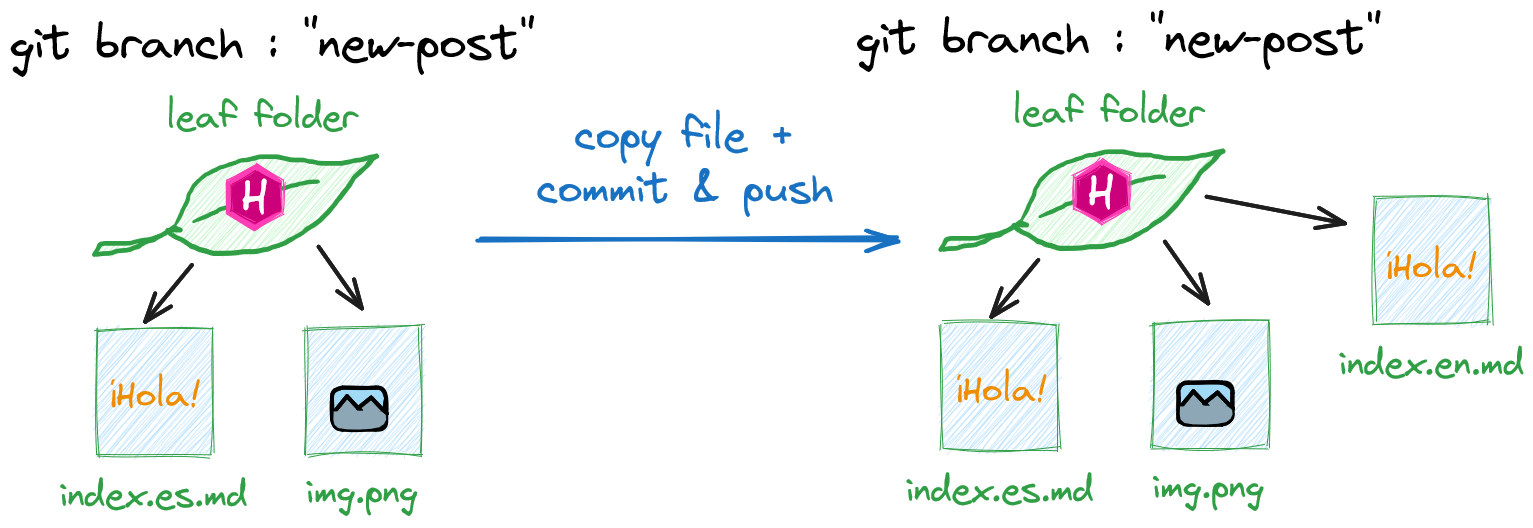 git branch : "new-post"
leaf folder
H
¡Hola!
index.es.md
img.png
copy file +
commit & push
git branch : "new-post"
leaf folder
H
¡Hola!
index.en.md
¡Hola!
index.es.md
img.png